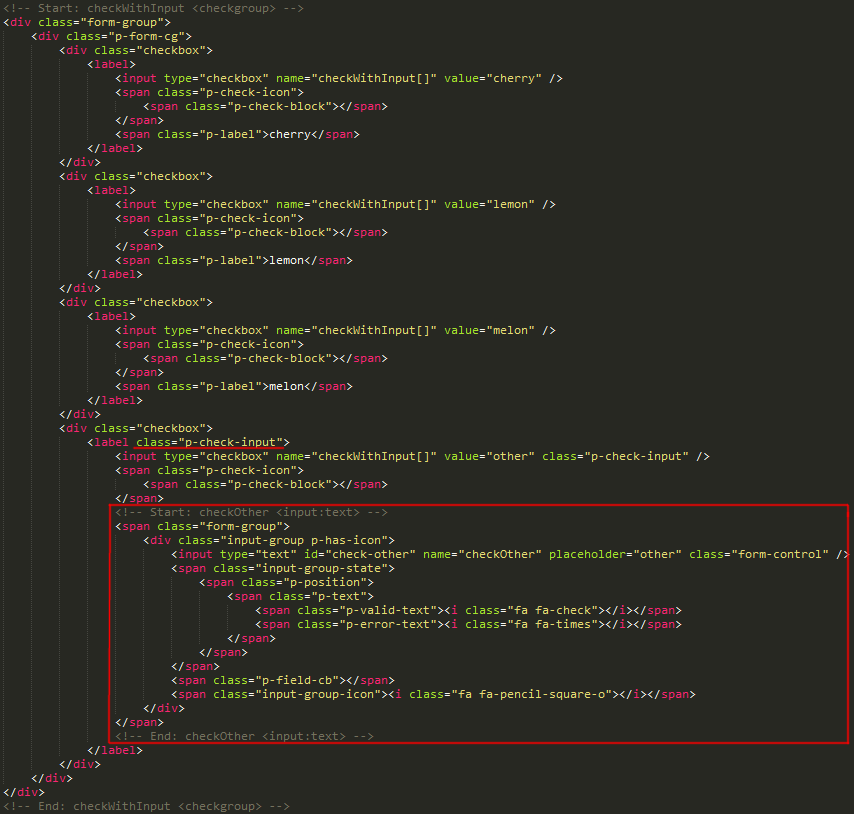 <!-- Start: checkWithInput <checkgroup> -->
<div class="form-group">
    <div class="p-form-cg">
        <div class="checkbox">
            <label>
                <input type="checkbox" name="checkWithInput[]" value="cherry" />
                <span class="p-check-icon">
                    <span class="p-check-block"></span>
                </span>
                <span class="p-label">cherry</span>
            </label>
        </div>
        <div class="checkbox">
            <label>
                <input type="checkbox" name="checkWithInput[]" value="lemon" />
                <span class="p-check-icon">
                    <span class="p-check-block"></span>
                </span>
                <span class="p-label">lemon</span>
            </label>
        </div>
        <div class="checkbox">
            <label>
                <input type="checkbox" name="checkWithInput[]" value="melon" />
                <span class="p-check-icon">
                    <span class="p-check-block"></span>
                </span>
                <span class="p-label">melon</span>
            </label>
        </div>
        <div class="checkbox">
            <label class="p-check-input">
                <input type="checkbox" name="checkWithInput[]" value="other" class="p-check-input" />
                <span class="p-check-icon">
                    <span class="p-check-block"></span>
                </span>
                <!-- Start: checkOther <input:text> -->
                <span class="form-group">
                    <div class="input-group p-has-icon">
                        <input type="text" id="check-other" name="checkOther" placeholder="other" class="form-control" />
                        <span class="input-group-state">
                            <span class="p-position">
                                <span class="p-text">
                                    <span class="p-valid-text"><i class="fa fa-check"></i></span>
                                    <span class="p-error-text"><i class="fa fa-times"></i></span>
                                </span>
                            </span>
                        </span>
                        <span class="p-field-cb"></span>
                        <span class="input-group-icon"><i class="fa fa-pencil-square-o"></i></span>
                    </div>
                </span>
                <!-- End: checkOther <input:text> -->
            </label>
        </div>
    </div>
</div>
<!-- End: checkWithInput <checkgroup> -->